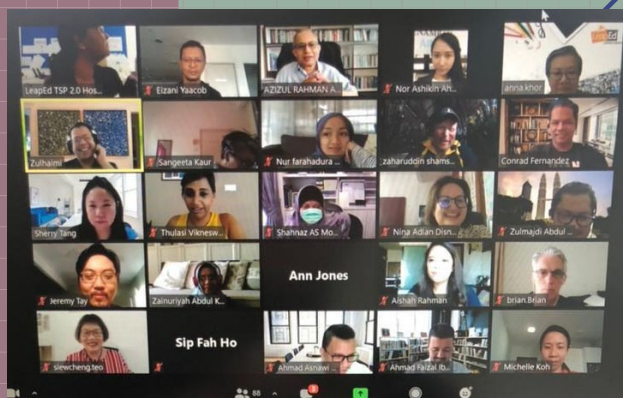 LeapEd TSP 2.0 Hos...
Eizani Yaacob
AZIZUL RAHMAN A...
Nor Ashikin Ah...
anna.khor
Zulhaimi
Sangeeta Kaur
Nur farahadura ...
zaharuddin shams...
Conrad Fernandez
Sherry Tang
Thulasi Viknesw...
Shahnaz AS Mo...
Nina Adian Disn...
Zulmajdi Abdul ...
Jeremy Tay
Zainuriyah Abdul K...
Ann Jones
Aishah Rahman
brian.Brian
siewcheng.teo
Sip Fah Ho
Ahmad Asnawi ...
Ahmad Faizal Ib...
Michelle Koh
88
3